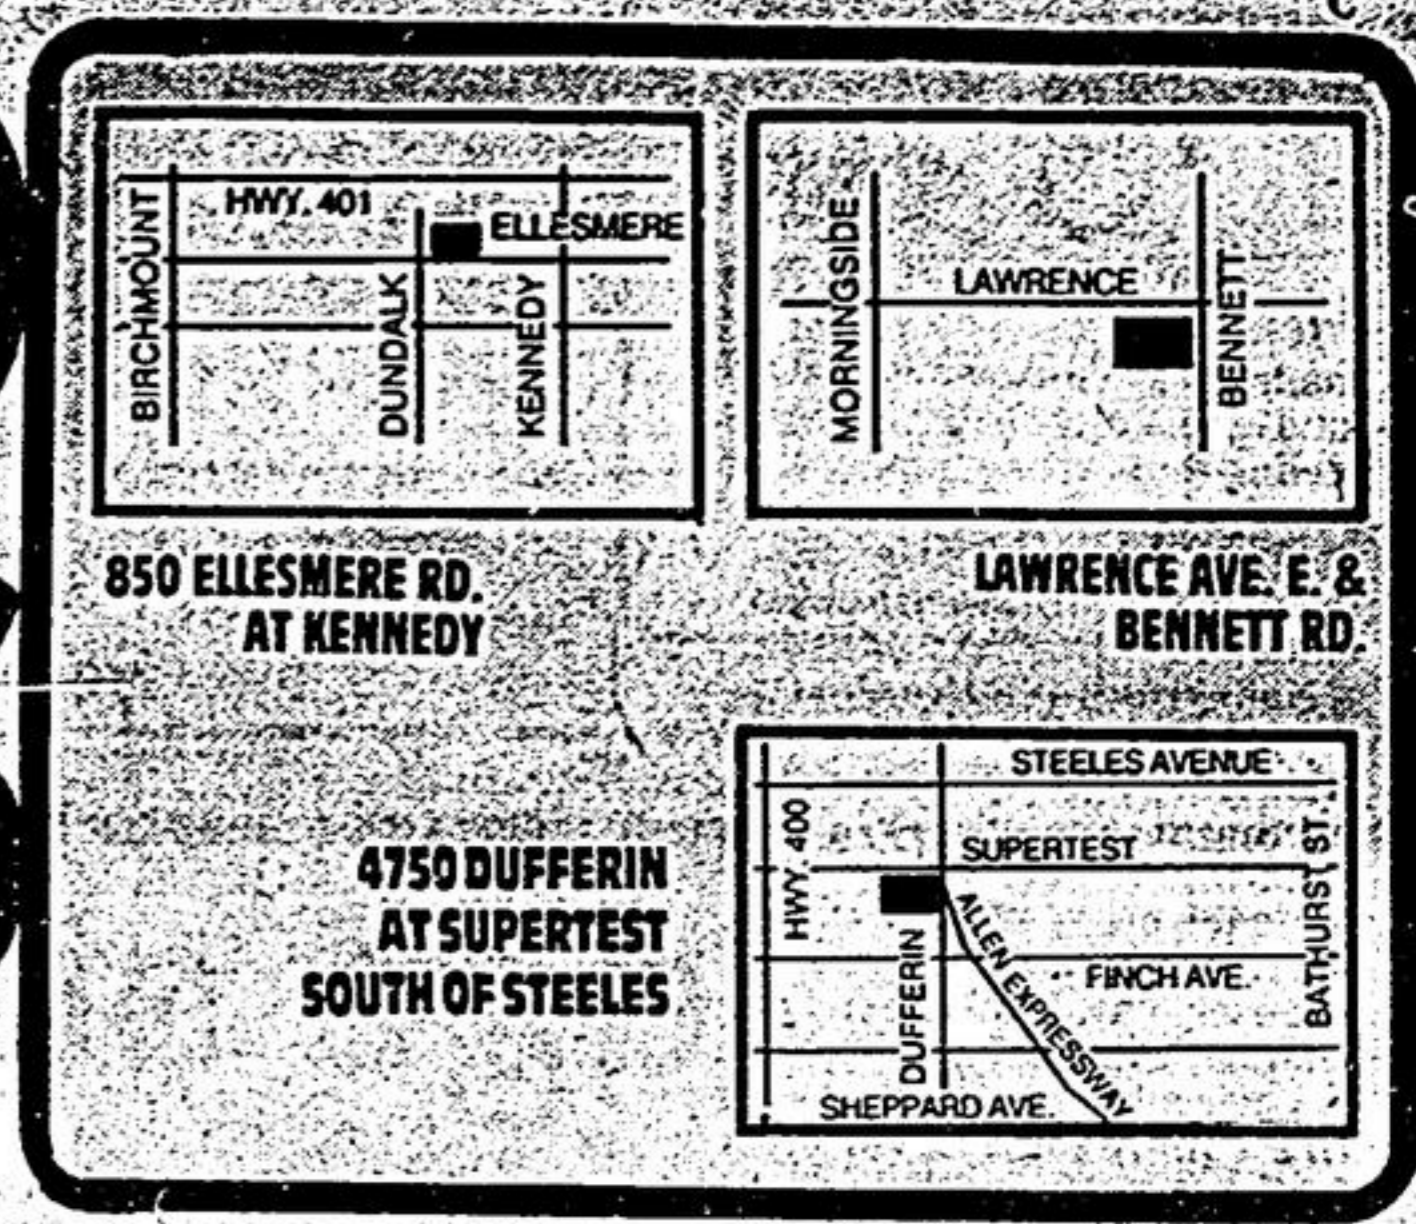 HWY. 401
ELLESMERE
BIRCHMOUNT
DUNDALK
KENNEDY
850 ELLESMERE RD.
AT KENNEDY
MORNINGSIDE
LAWRENCE
BENNETT
LAWRENCE AVE. E. &
BENNETT RD.
4750 DUFFERIN
AT SUPERTEST
SOUTH OF STEELES
STEELES AVENUE
HWY. 400
SUPERTEST
BATHURST ST.
ALLEN EXPRESSWAY
FINCH AVE.
DUFFERIN
SHEPPARD AVE.